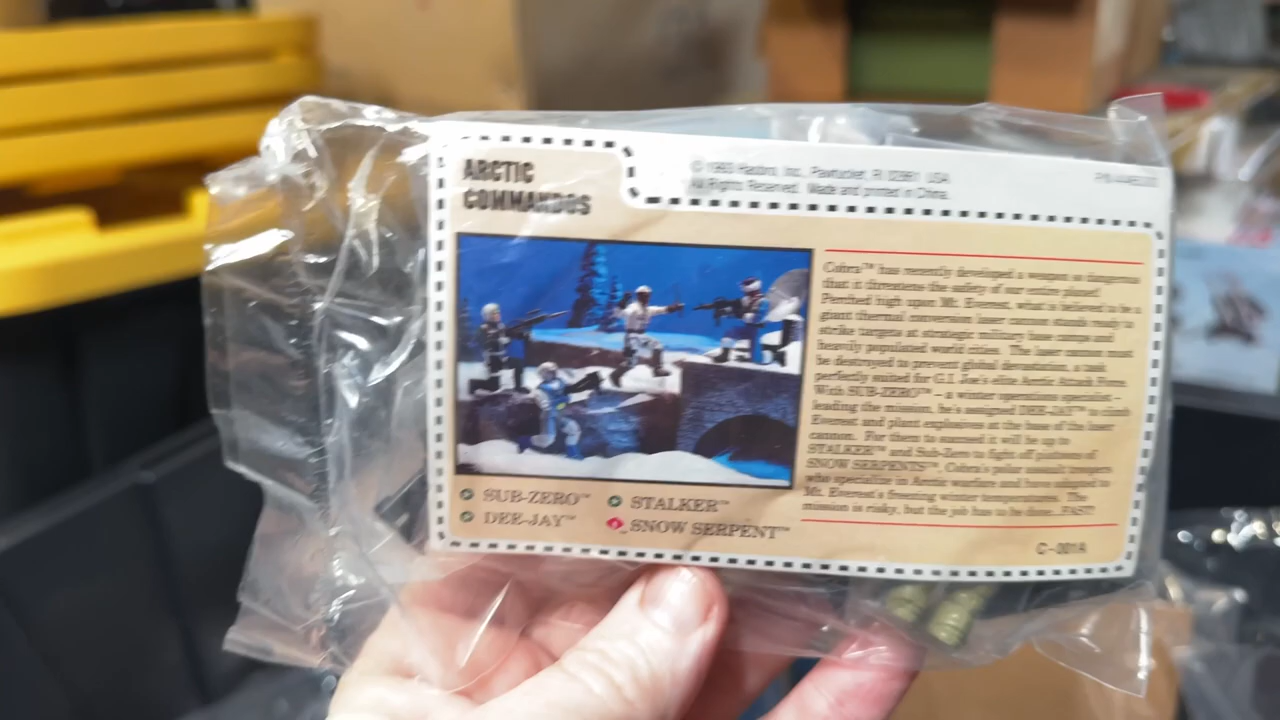 ARCTIC
COMMANDOS
© 1993 Hasbro, Inc., Pawtucket, RI 02861 USA.
All Rights Reserved. Made and printed in China.
P/N
Cobra™ has recently developed a weapon so dangerous
that it threatens the safety of our entire planet!
Perched high upon Mt. Everest, what is believed to be a
giant thermal conversion laser cannon stands ready to
strike targets at strategic military base camps and
heavily populated world cities. The laser cannon must
be destroyed to prevent global devastation, a task
perfectly suited for G.I. Joe's elite Arctic Attack Force.
With SUB-ZERO™ - a winter operations specialist -
leading the mission, he's assigned DEE-JAY™ to
Everest and plant explosives at the base of the laser
cannon. For them to succeed it will be up to
STALKER™ and Sub-Zero to fight off platoons of
SNOW SERPENTS™, Cobra's polar assault troopers
who specialize in Arctic warfare and
Mt. Everest's freezing winter conditions. The
mission is risky, but the job has to be done...FAST!
SUB-ZERO™
STALKER™
DEE-JAY™
SNOW SERPENT™
C-001A